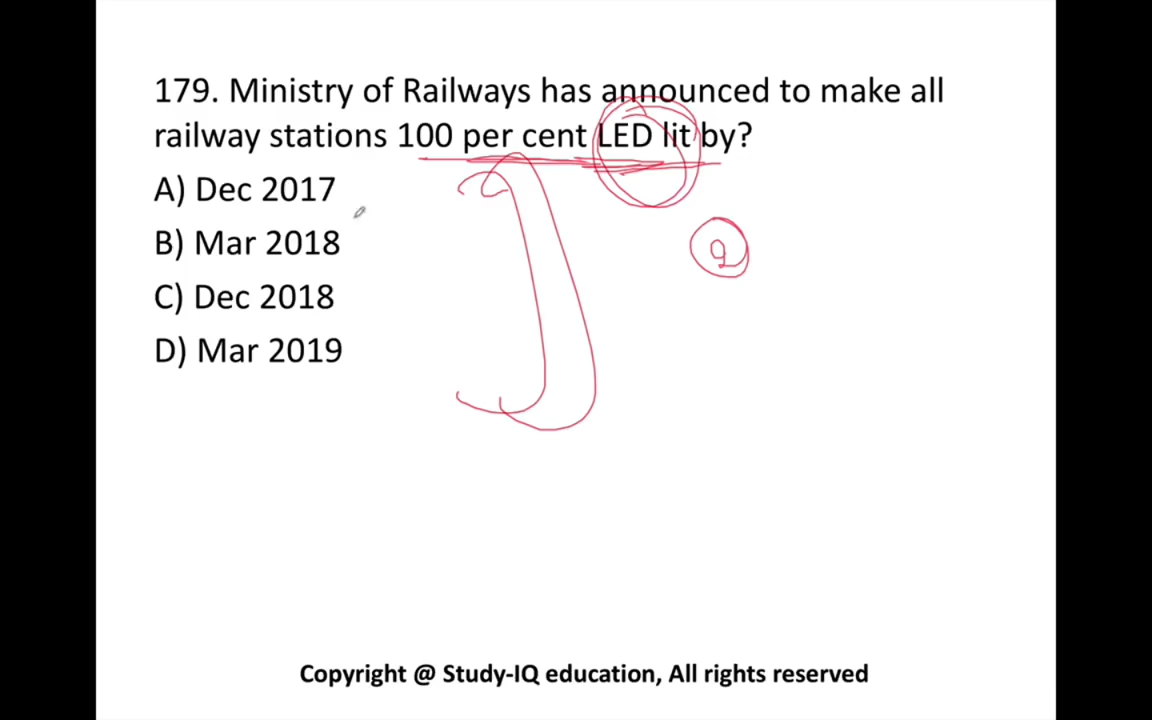 179. Ministry of Railways has announced to make all
railway stations 100 per cent LED lit by?
A) Dec 2017
B) Mar 2018
C) Dec 2018
D) Mar 2019
Copyright @ Study-IQ education, All rights reserved